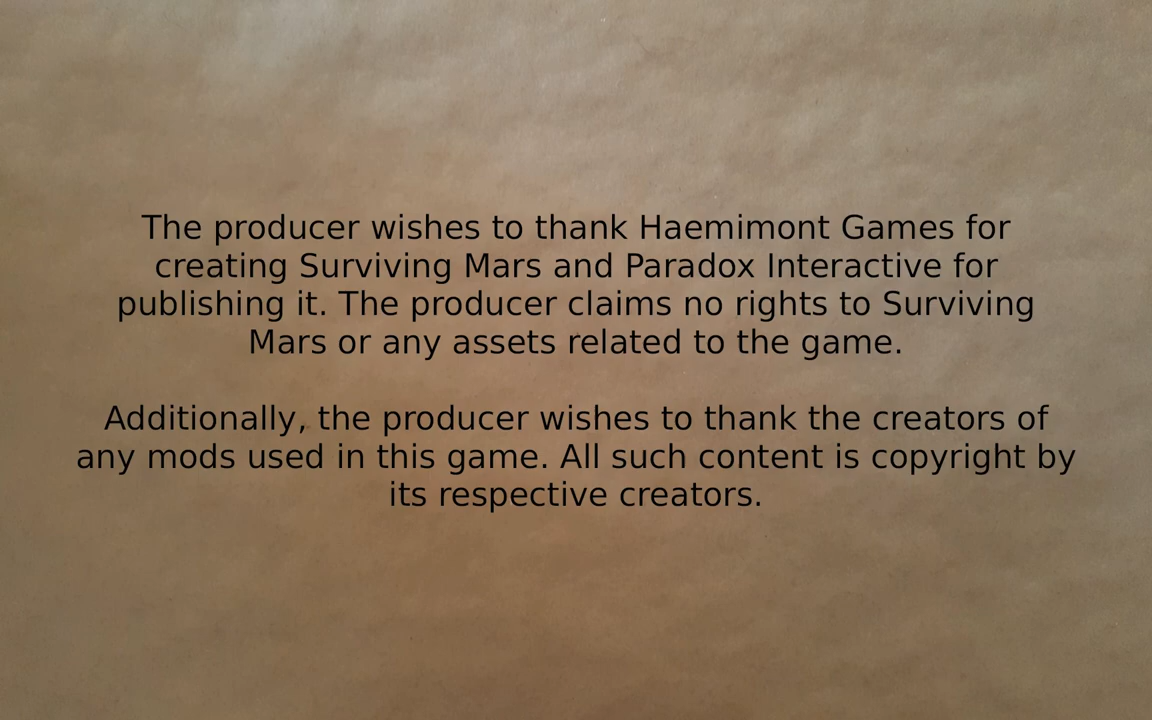 The producer wishes to thank Haemimont Games for
creating Surviving Mars and Paradox Interactive for
publishing it. The producer claims no rights to Surviving
Mars or any assets related to the game.
Additionally, the producer wishes to thank the creators of
any mods used in this game. All such content is copyright by
its respective creators.